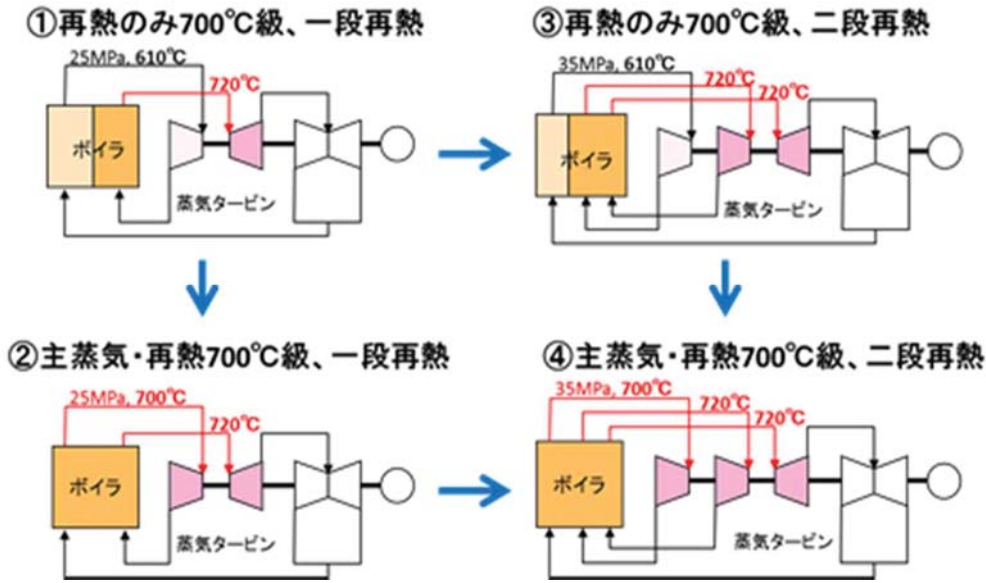 ①再熱のみ700℃級、一段再熱
25MPa, 610℃
720℃
ボイラ
蒸気タービン
③再熱のみ700℃級、二段再熱
35MPa, 610℃
720℃
720℃
ボイラ
蒸気タービン
②主蒸気・再熱700℃級、一段再熱
25MPa, 700℃
720℃
ボイラ
蒸気タービン
④主蒸気・再熱700℃級、二段再熱
35MPa, 700℃
720℃
720℃
ボイラ
蒸気タービン